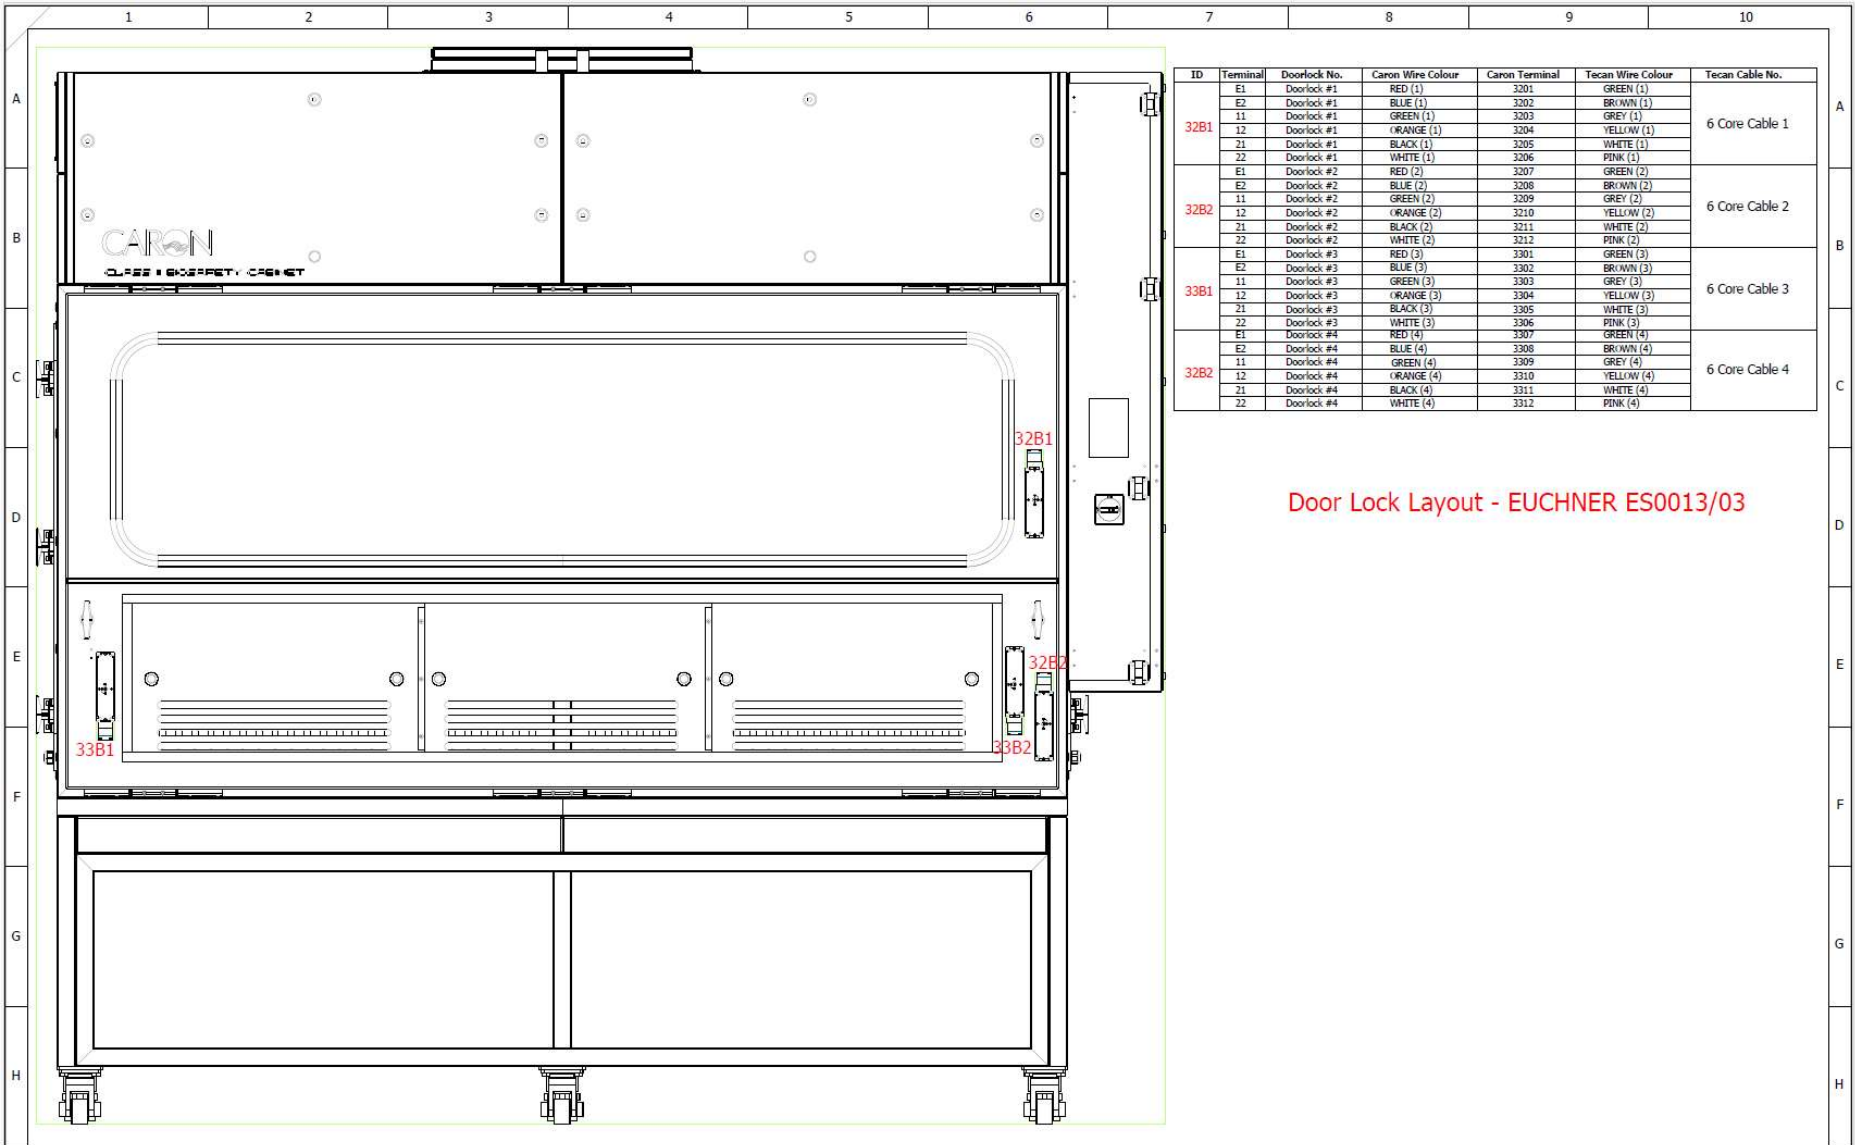 1 2 3 4 5 6 7 8 9 10
A A
B B
C C
D D
E E
F F
G G
H H
CARON
CLASS II BIOSAFETY CABINET
32B1
32B2
33B1
33B2
ID Terminal Doorlock No. Caron Wire Colour Caron Terminal Tecan Wire Colour Tecan Cable No.
32B1 6 Core Cable 1
E1 Doorlock #1 RED (1) 3201 GREEN (1)
E2 Doorlock #1 BLUE (1) 3202 BROWN (1)
11 Doorlock #1 GREEN (1) 3203 GREY (1)
12 Doorlock #1 ORANGE (1) 3204 YELLOW (1)
21 Doorlock #1 BLACK (1) 3205 WHITE (1)
22 Doorlock #1 WHITE (1) 3206 PINK (1)
32B2 6 Core Cable 2
E1 Doorlock #2 RED (2) 3207 GREEN (2)
E2 Doorlock #2 BLUE (2) 3208 BROWN (2)
11 Doorlock #2 GREEN (2) 3209 GREY (2)
12 Doorlock #2 ORANGE (2) 3210 YELLOW (2)
21 Doorlock #2 BLACK (2) 3211 WHITE (2)
22 Doorlock #2 WHITE (2) 3212 PINK (2)
33B1 6 Core Cable 3
E1 Doorlock #3 RED (3) 3301 GREEN (3)
E2 Doorlock #3 BLUE (3) 3302 BROWN (3)
11 Doorlock #3 GREEN (3) 3303 GREY (3)
12 Doorlock #3 ORANGE (3) 3304 YELLOW (3)
21 Doorlock #3 BLACK (3) 3305 WHITE (3)
22 Doorlock #3 WHITE (3) 3306 PINK (3)
32B2 6 Core Cable 4
E1 Doorlock #4 RED (4) 3307 GREEN (4)
E2 Doorlock #4 BLUE (4) 3308 BROWN (4)
11 Doorlock #4 GREEN (4) 3309 GREY (4)
12 Doorlock #4 ORANGE (4) 3310 YELLOW (4)
21 Doorlock #4 BLACK (4) 3311 WHITE (4)
22 Doorlock #4 WHITE (4) 3312 PINK (4)
Door Lock Layout - EUCHNER ES0013/03